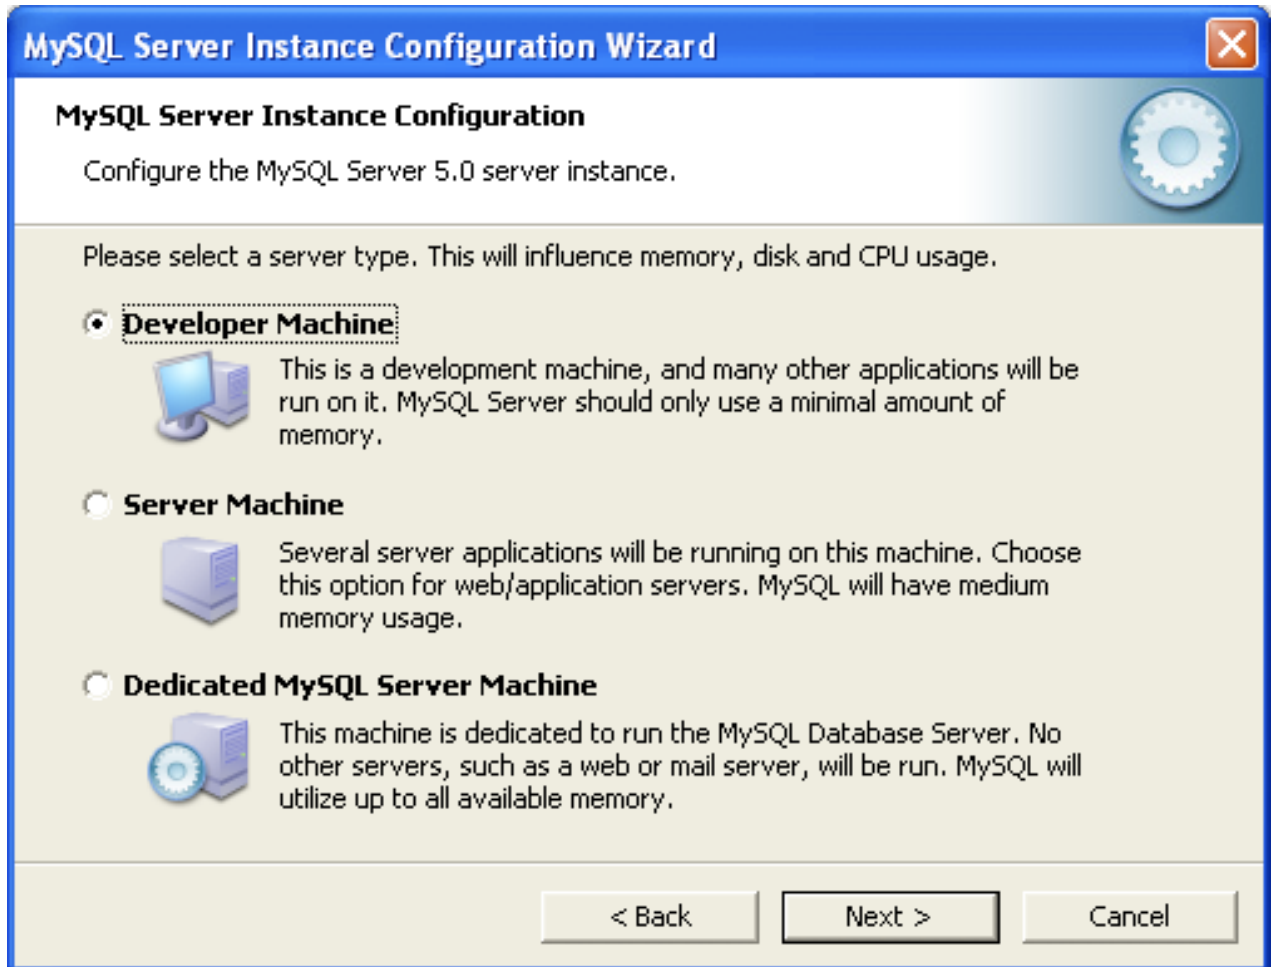 MySQL Server Instance Configuration Wizard
MySQL Server Instance Configuration
Configure the MySQL Server 5.0 server instance.
Please select a server type. This will influence memory, disk and CPU usage.
Developer Machine
This is a development machine, and many other applications will be
run on it. MySQL Server should only use a minimal amount of
memory.
Server Machine
Several server applications will be running on this machine. Choose
this option for web/application servers. MySQL will have medium
memory usage.
Dedicated MySQL Server Machine
This machine is dedicated to run the MySQL Database Server. No
other servers, such as a web or mail server, will be run. MySQL will
utilize up to all available memory.
< Back
Next >
Cancel